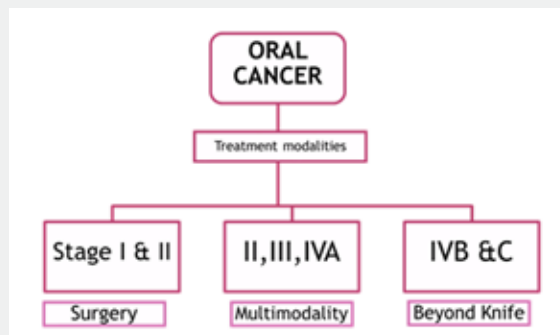 ORAL
CANCER
Treatment modalities
Stage I & II
II,III,IVA
IVB &C
Surgery
Multimodality
Beyond Knife